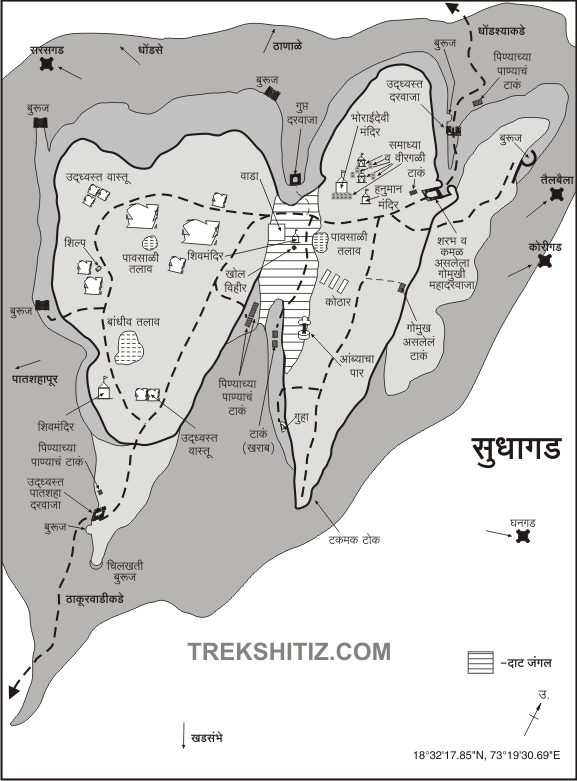 धोंडश्याकडे
सरसगड
धोंडसे
ठाणाळे
बुरूज
पिण्याच्या
पाण्याचं
टाकं
बुरूज
बुरूज
गुप्त
दरवाजा
उद्ध्वस्त
दरवाजा
भोराईदेवी
मंदिर
समाध्या
व वीरगळी
बुरूज
उद्ध्वस्त वास्तू
वाडा
टाकं
हनुमान
मंदिर
तैलबैला
शिल्प
पावसाळी
तलाव
शिवमंदिर
पावसाळी
तलाव
शरभ व
कमळ
असलेला
गोमुखी
महादरवाजा
कोरीगड
खोल
विहीर
कोठार
बुरूज
बांधीव तलाव
गोमुख
असलेलं
टाकं
पातशहापूर
आंब्याचा
पार
पिण्याच्या
पाण्याचं
टाकं
शिवमंदिर
गुहा
टाकं
(खराब)
उद्ध्वस्त
वास्तू
पिण्याच्या
पाण्याचं टाकं
सुधागड
उद्ध्वस्त
पातशहा
दरवाजा
बुरूज
टकमक टोक
घनगड
चिलखती
बुरूज
ठाकूरवाडीकडे
TREKSHITIZ.COM
-दाट जंगल
उ.
खडसंभे
18°32'17.85"N, 73°19'30.69"E